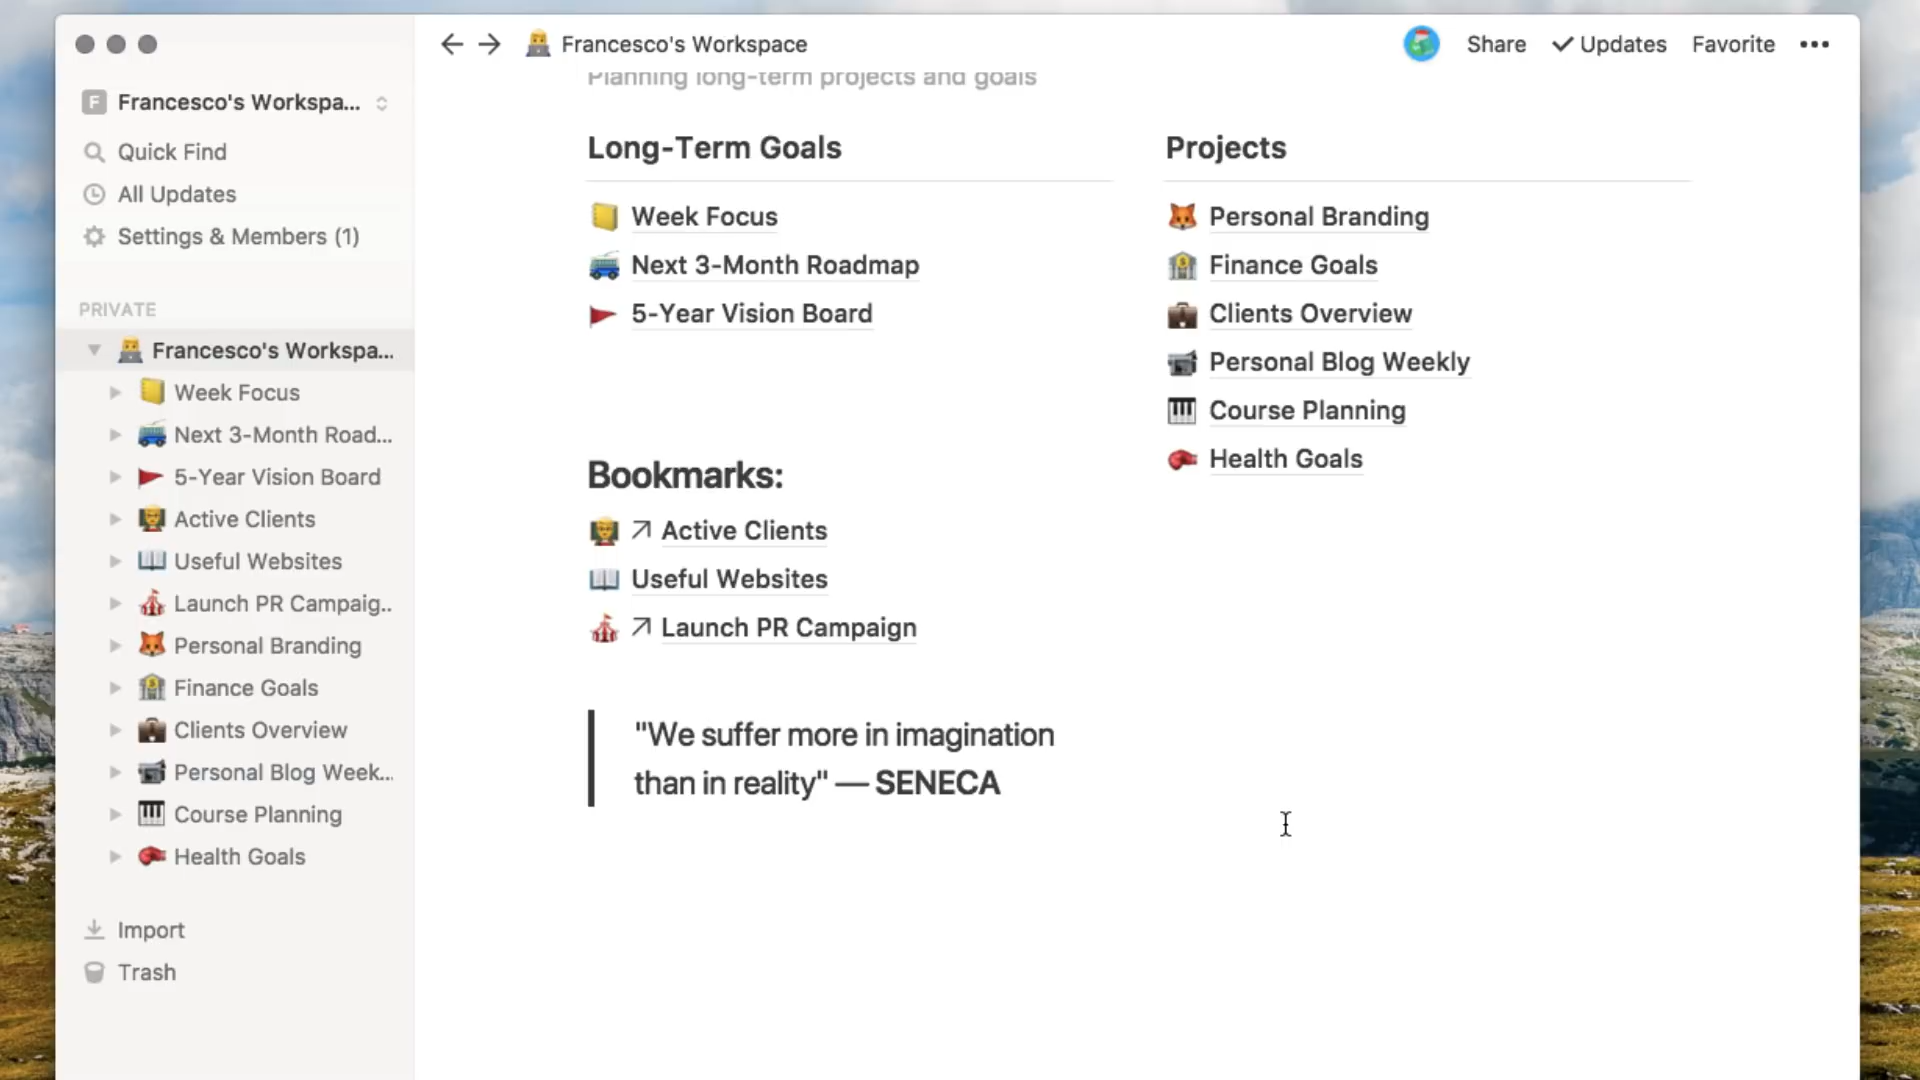 Francesco's Workspace
Share
Updates
Favorite
F
Francesco's Workspa...
Quick Find
All Updates
Settings & Members (1)
PRIVATE
Francesco's Workspa...
Week Focus
Next 3-Month Road...
5-Year Vision Board
Active Clients
Useful Websites
Launch PR Campaig..
Personal Branding
Finance Goals
Clients Overview
Personal Blog Week...
Course Planning
Health Goals
Import
Trash
Planning long-term projects and goals
Long-Term Goals
Week Focus
Next 3-Month Roadmap
5-Year Vision Board
Bookmarks:
Active Clients
Useful Websites
Launch PR Campaign
"We suffer more in imagination
than in reality" — SENECA
Projects
Personal Branding
Finance Goals
Clients Overview
Personal Blog Weekly
Course Planning
Health Goals